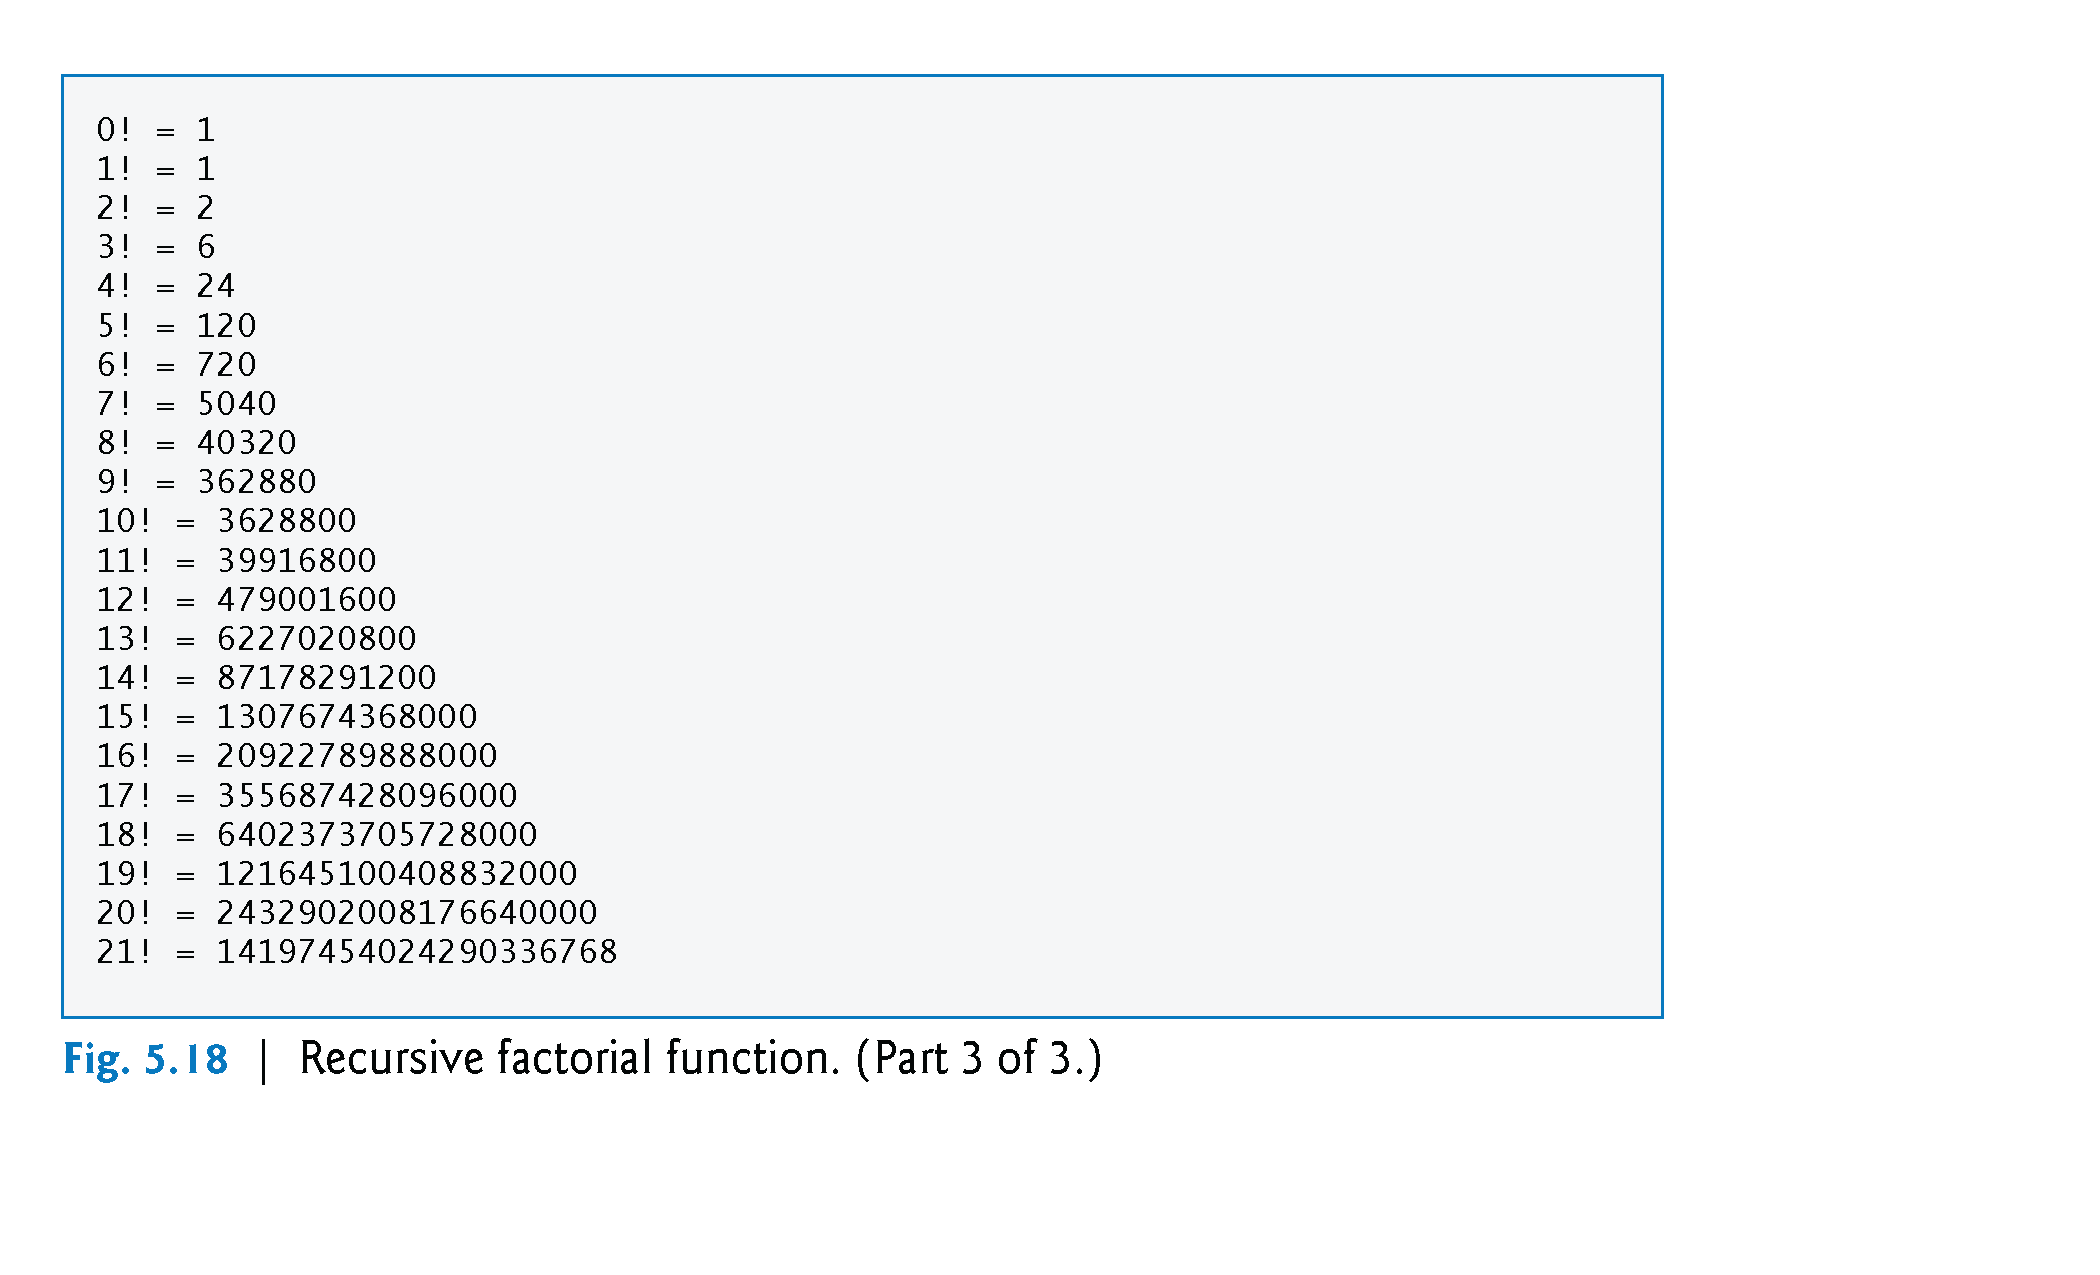 0! = 1
1! = 1
2! = 2
3! = 6
4! = 24
5! = 120
6! = 720
7! = 5040
8! = 40320
9! = 362880
10! = 3628800
11! = 39916800
12! = 479001600
13! = 6227020800
14! = 87178291200
15! = 1307674368000
16! = 20922789888000
17! = 355687428096000
18! = 6402373705728000
19! = 121645100408832000
20! = 2432902008176640000
21! = 14197454024290336768
Fig. 5.18 | Recursive factorial function. (Part 3 of 3.)